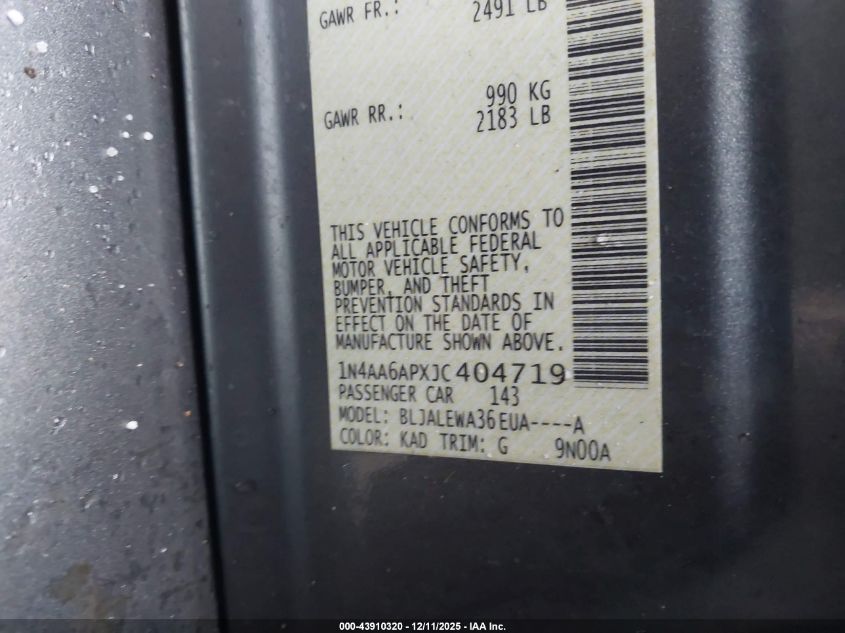 GAWR FR.: 2491 LB
990 KG
GAWR RR.: 2183 LB
THIS VEHICLE CONFORMS TO
ALL APPLICABLE FEDERAL
MOTOR VEHICLE SAFETY,
BUMPER, AND THEFT
PREVENTION STANDARDS IN
EFFECT ON THE DATE OF
MANUFACTURE SHOWN ABOVE.
1N4AA6APXJC404719
PASSENGER CAR 143
MODEL: BLJALEWA36EUA----A
COLOR: KAD TRIM: G 9N00A
000-43910320 - 12/11/2025 - IAA Inc.